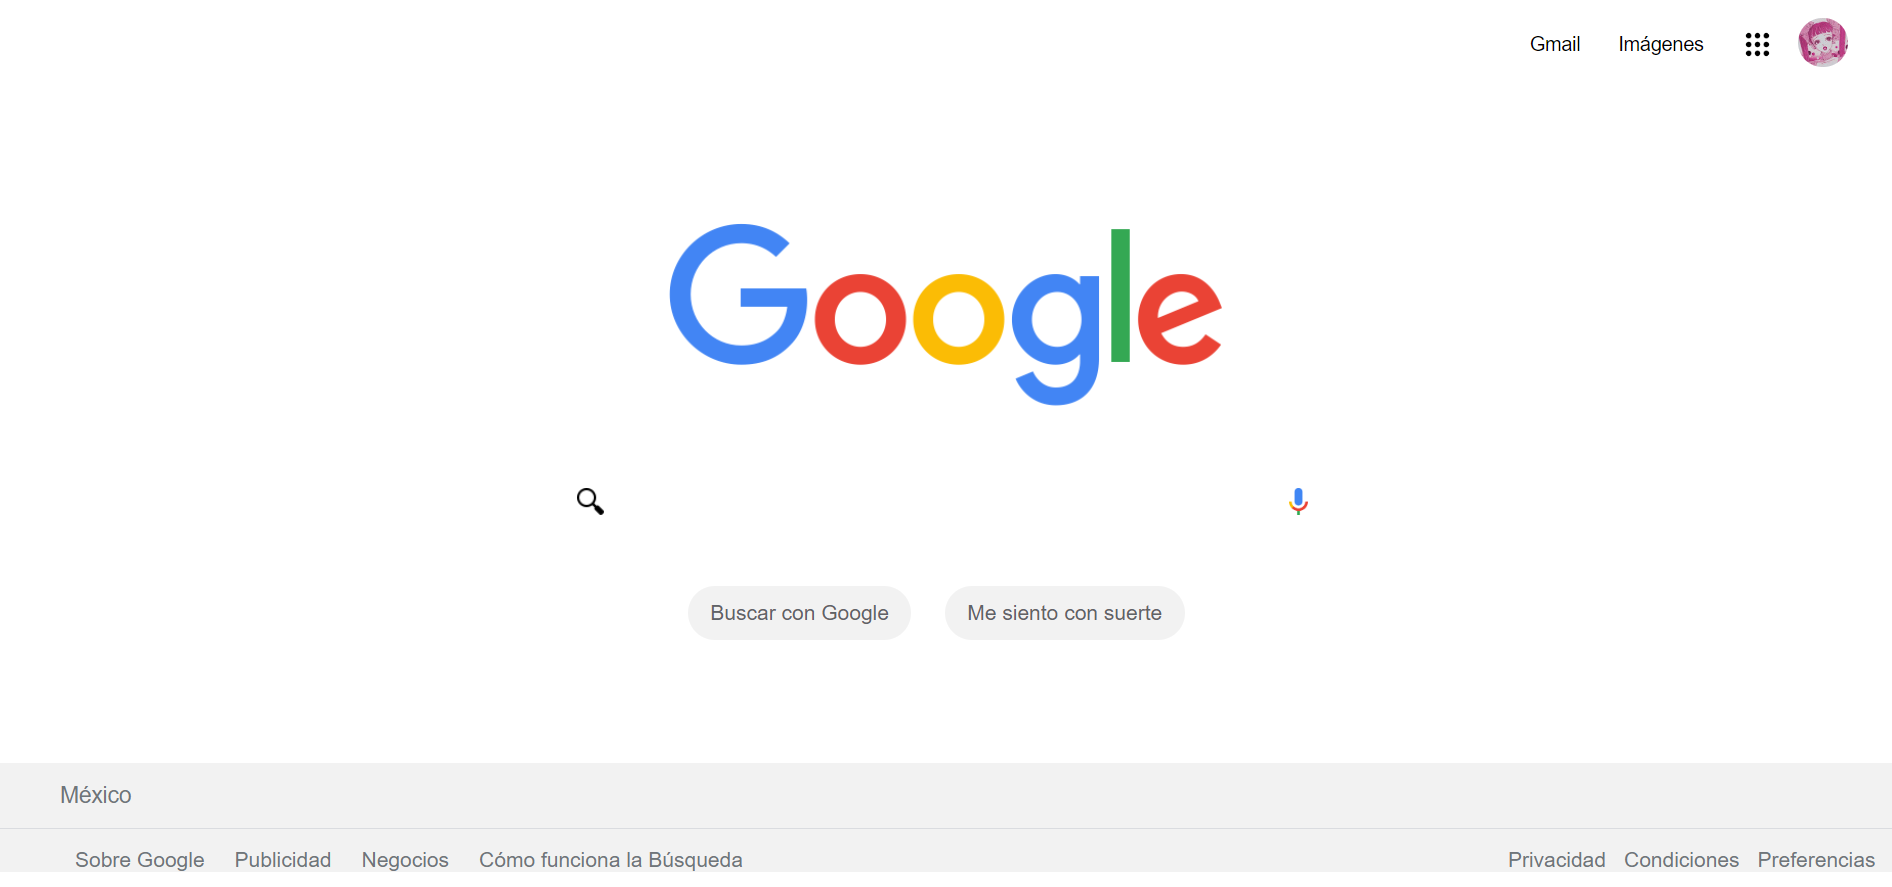 Gmail Imágenes
Google
Buscar con Google Me siento con suerte
México
Sobre Google Publicidad Negocios Cómo funciona la Búsqueda Privacidad Condiciones Preferencias